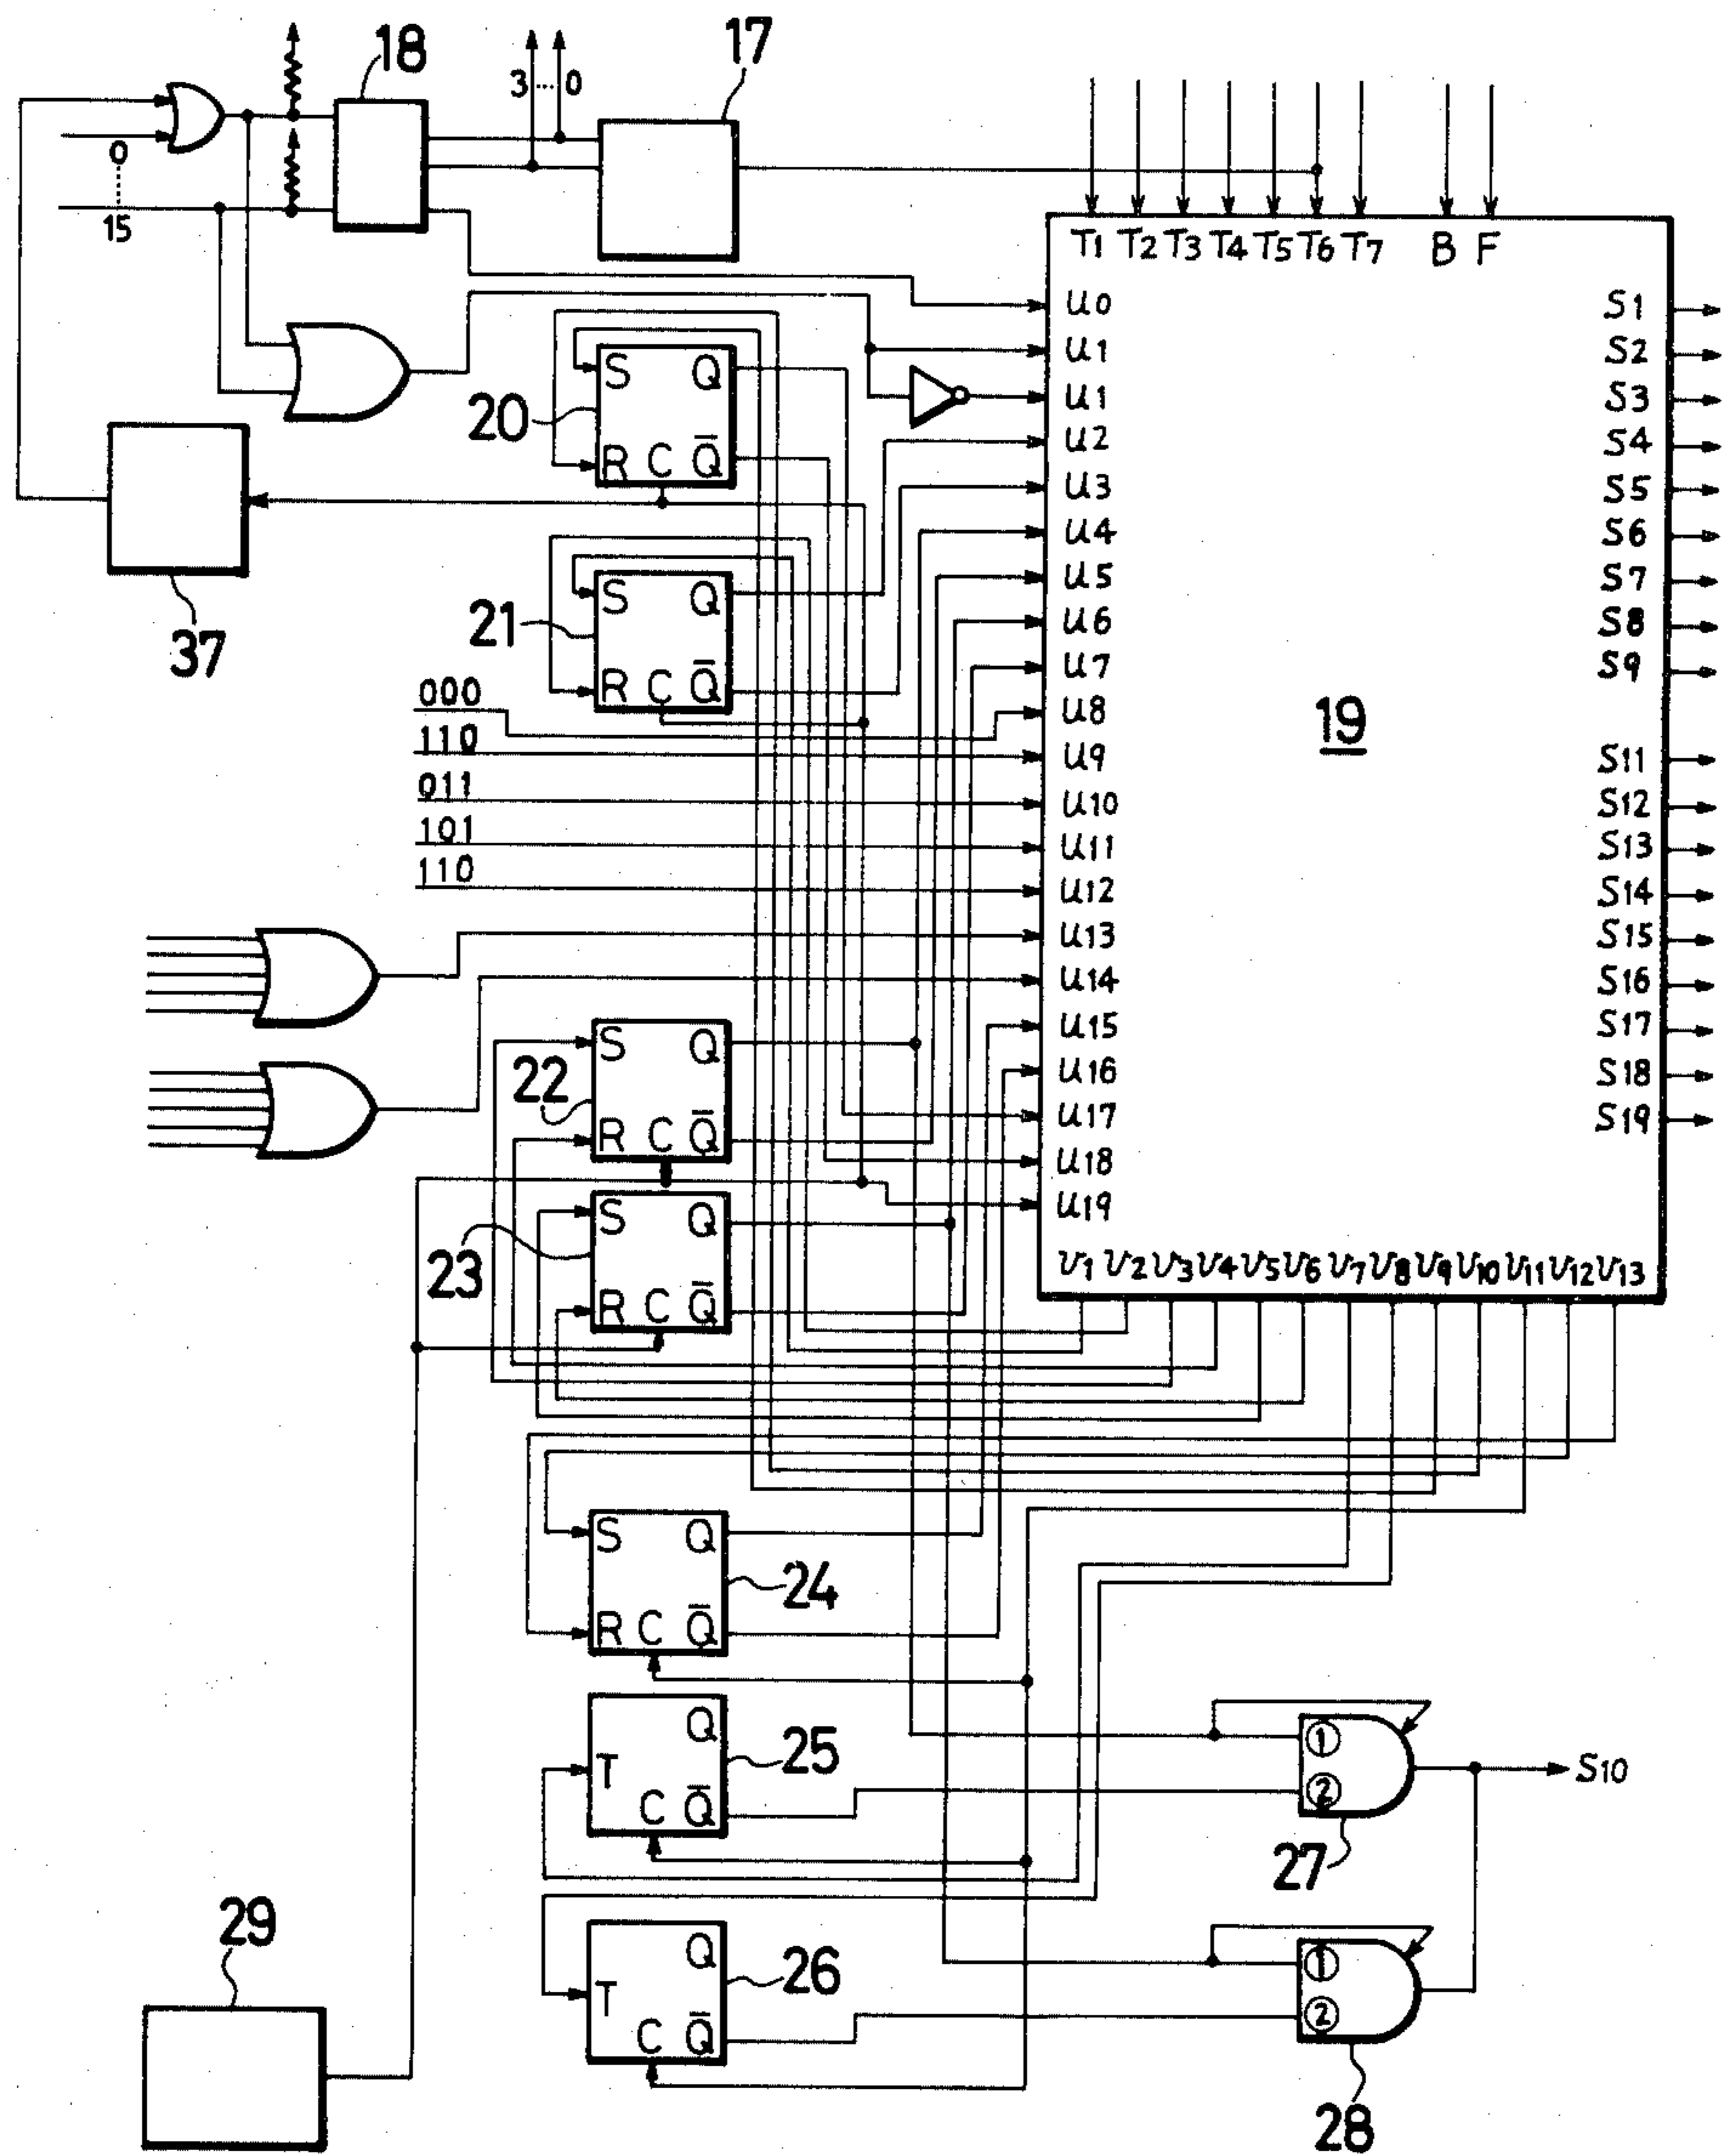 18
17
3....0
0
15
T1 T2 T3 T4 T5 T6 T7 B F
U0
U1
U1
U2
U3
U4
U5
U6
U7
U8
U9
U10
U11
U12
U13
U14
U15
U16
U17
U18
U19
19
S1
S2
S3
S4
S5
S6
S7
S8
S9
S11
S12
S13
S14
S15
S16
S17
S18
S19
V1 V2 V3 V4 V5 V6 V7 V8 V9 V10 V11 V12 V13
S Q
20
R C Q̅
37
S Q
21
R C Q̅
000
110
011
101
110
S Q
22
R C Q̅
S Q
23
R C Q̅
S Q
24
R C Q̅
Q
T
25
C Q̅
① 
②
27
S10
Q
T
26
C Q̅
①
②
28
29